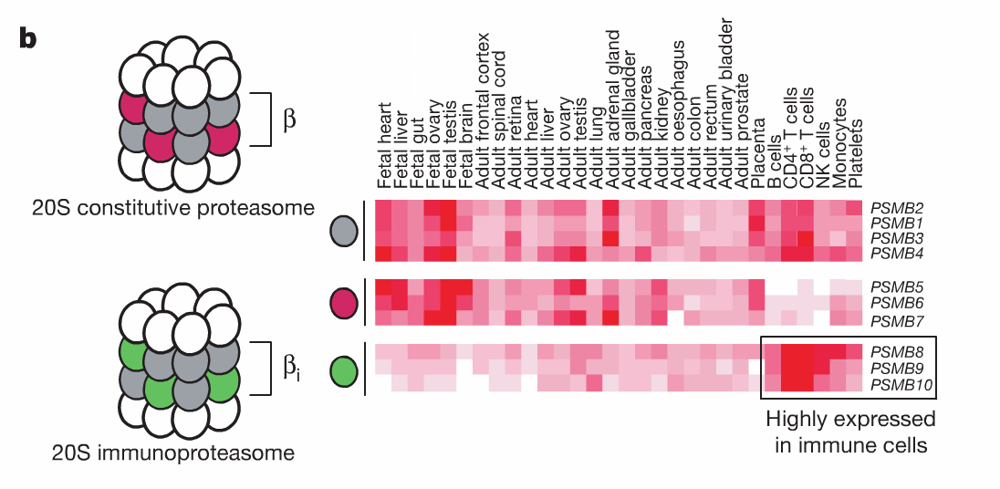 b
β
20S constitutive proteasome
Fetal heart
Fetal liver
Fetal gut
Fetal ovary
Fetal testis
Fetal brain
Adult frontal cortex
Adult spinal cord
Adult retina
Adult heart
Adult liver
Adult ovary
Adult testis
Adult lung
Adult adrenal gland
Adult gallbladder
Adult pancreas
Adult kidney
Adult oesophagus
Adult colon
Adult rectum
Adult urinary bladder
Adult prostate
Placenta
B cells
CD4⁺ T cells
CD8⁺ T cells
NK cells
Monocytes
Platelets
PSMB2
PSMB1
PSMB3
PSMB4
PSMB5
PSMB6
PSMB7
PSMB8
PSMB9
PSMB10
βi
20S immunoproteasome
Highly expressed
in immune cells